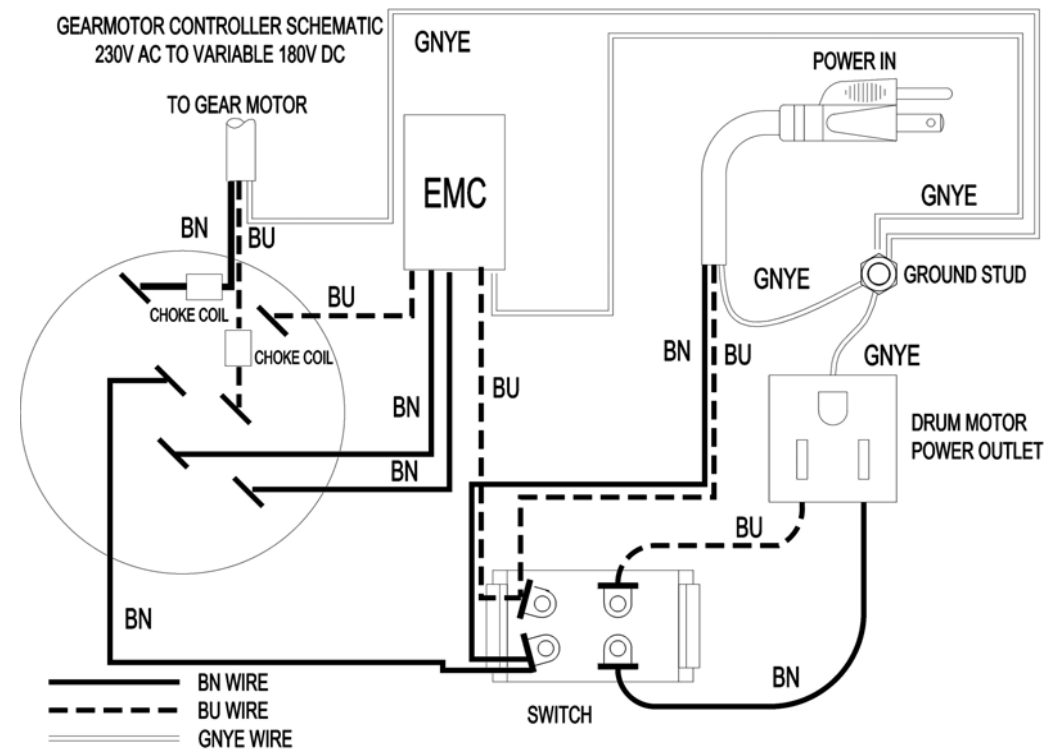 GEARMOTOR CONTROLLER SCHEMATIC
230V AC TO VARIABLE 180V DC
GNYE
POWER IN
TO GEAR MOTOR
EMC
GNYE
BN
BU
GNYE
GROUND STUD
BU
CHOKE COIL
CHOKE COIL
BN
BU
GNYE
BU
BN
DRUM MOTOR
POWER OUTLET
BN
BU
BN
BN
SWITCH
BN WIRE
BU WIRE
GNYE WIRE